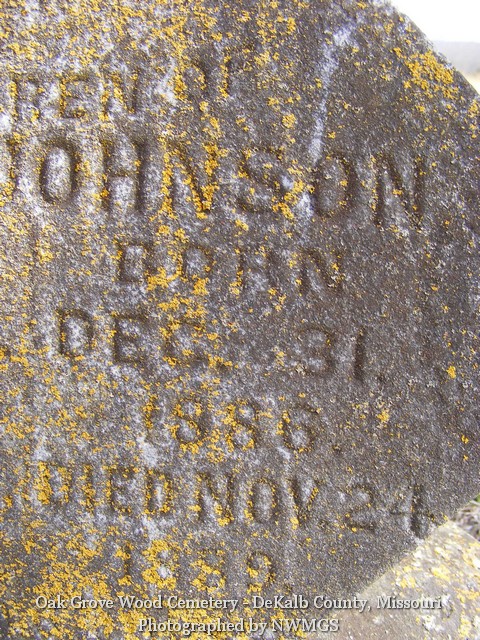 REN OF
JOHNSON
BORN
DEC. 31
1886
DIED NOV. 24
Oak Grove Wood Cemetery - DeKalb County, Missouri
Photographed by NWMGS